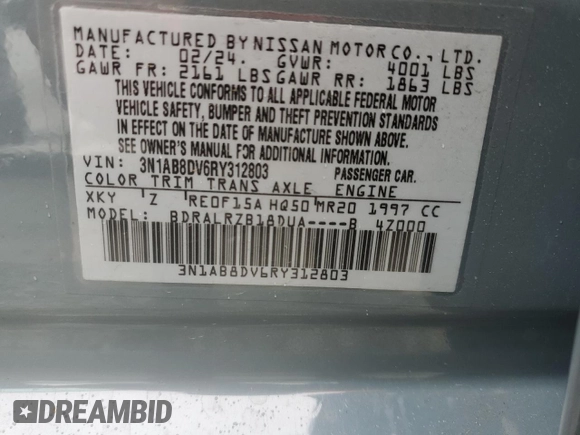 MANUFACTURED BY NISSAN MOTOR CO., LTD.
DATE: 02/24. GVWR: 4001 LBS
GAWR FR: 2161 LBS GAWR RR: 1863 LBS
THIS VEHICLE CONFORMS TO ALL APPLICABLE FEDERAL MOTOR
VEHICLE SAFETY, BUMPER AND THEFT PREVENTION STANDARDS
IN EFFECT ON THE DATE OF MANUFACTURE SHOWN ABOVE.
SEE OWNER'S MANUAL FOR ADDITIONAL INFORMATION.
VIN: 3N1AB8DV6RY312803 PASSENGER CAR.
COLOR TRIM TRANS AXLE ENGINE
XKY Z RE0F15A HQ50 MR20 1997 CC
BDRALRZB18DUA----B 4Z000
3N1AB8DV6RY312803
DREAMBID